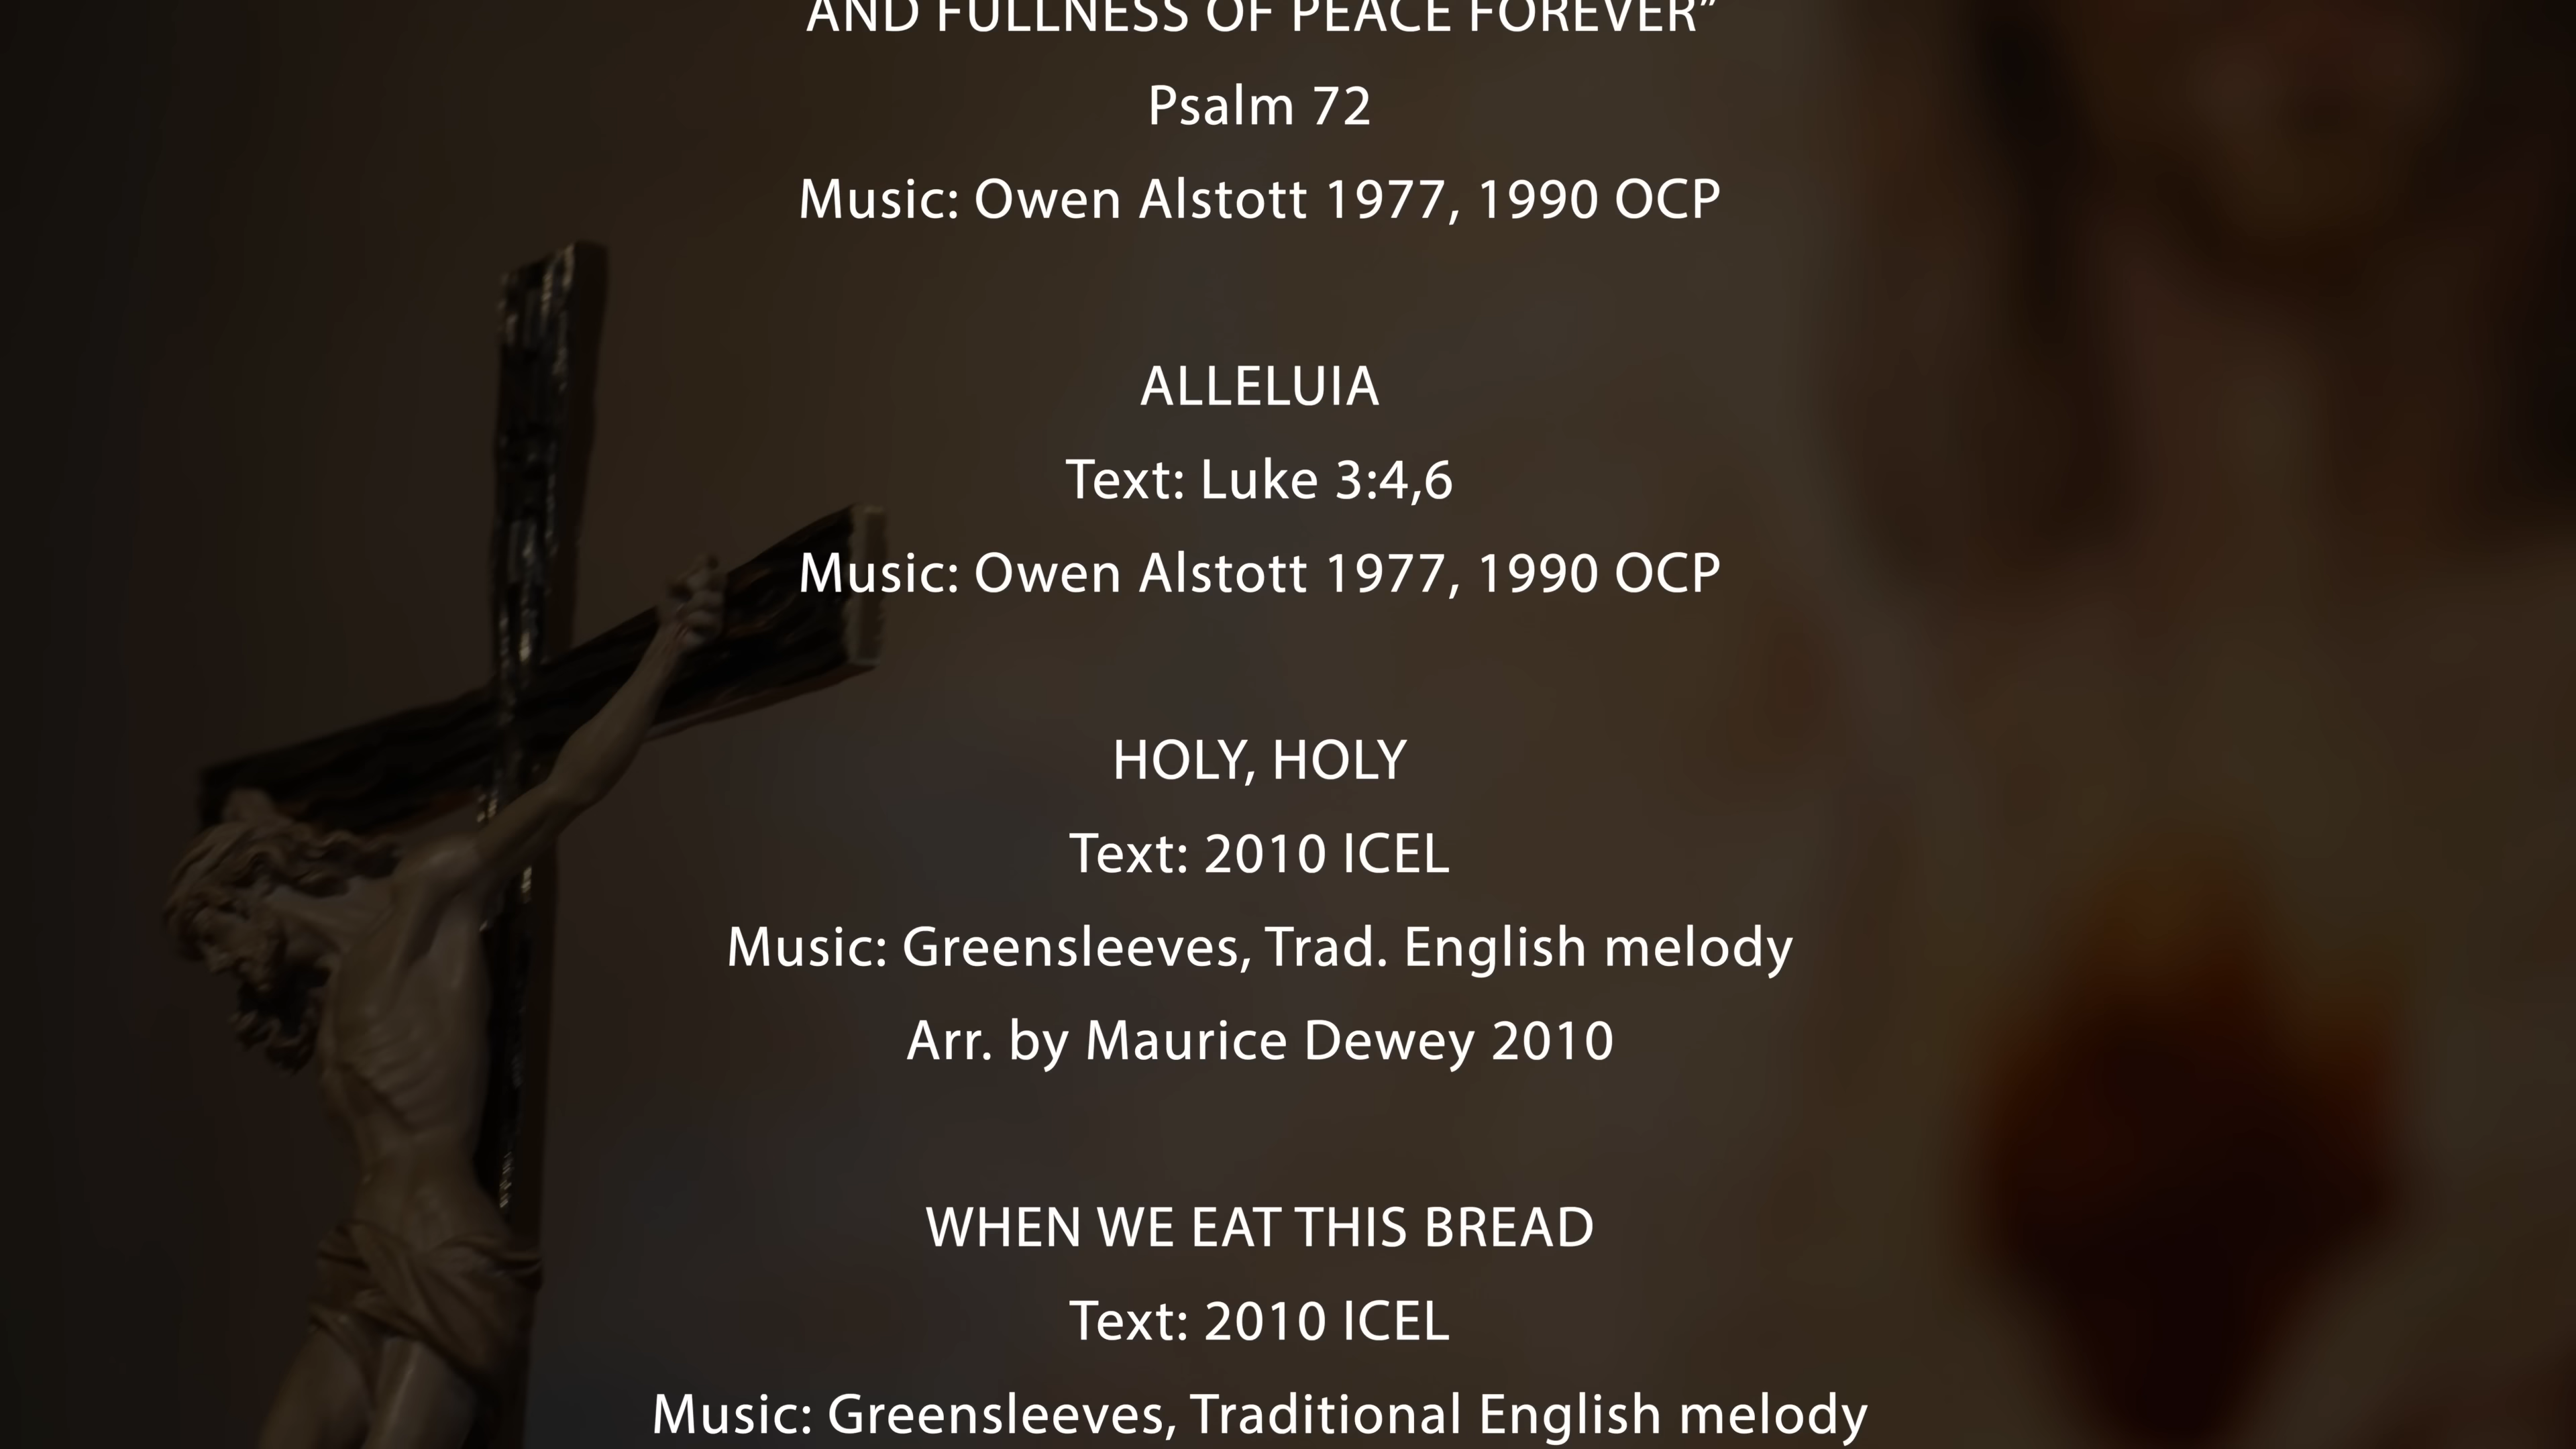 AND FULLNESS OF PEACE FOREVER”
Psalm 72
Music: Owen Alstott 1977, 1990 OCP
ALLELUIA
Text: Luke 3:4,6
Music: Owen Alstott 1977, 1990 OCP
HOLY, HOLY
Text: 2010 ICEL
Music: Greensleeves, Trad. English melody
Arr. by Maurice Dewey 2010
WHEN WE EAT THIS BREAD
Text: 2010 ICEL
Music: Greensleeves, Traditional English melody